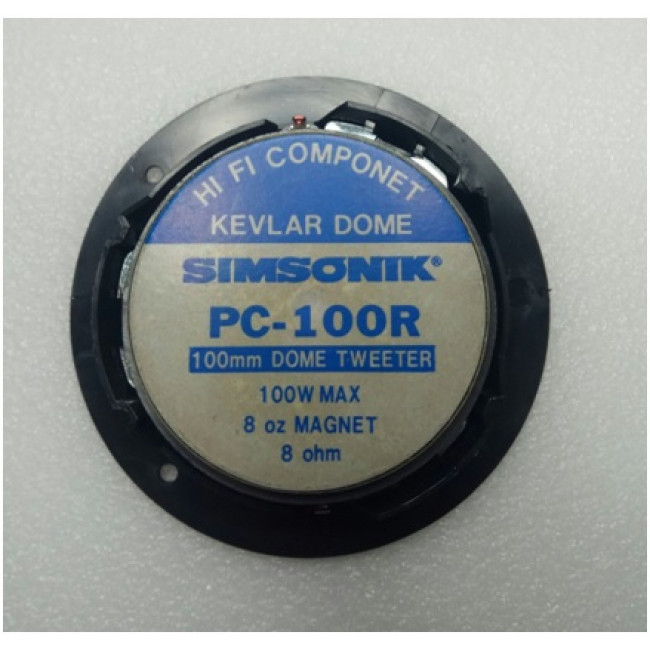 HI FI COMPONET
KEVLAR DOME
SIMSONIK®
PC-100R
100mm DOME TWEETER
100W MAX
8 oz MAGNET
8 ohm